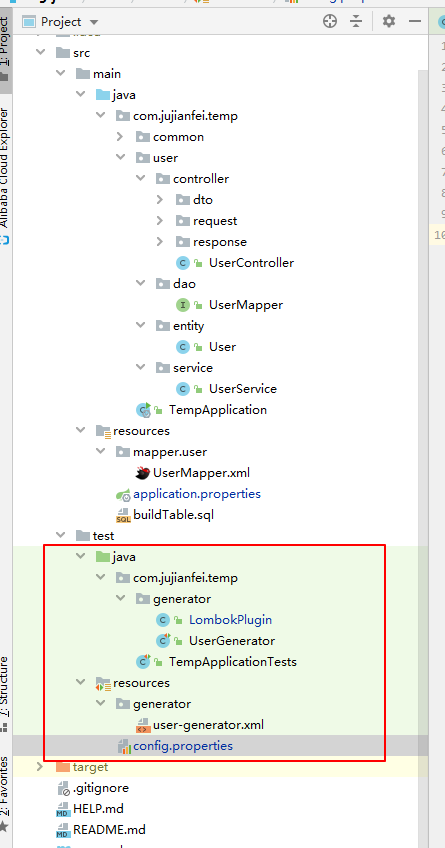 Project
src
main
java
com.jujianfei.temp
common
user
controller
dto
request
response
UserController
dao
UserMapper
entity
User
service
UserService
TempApplication
resources
mapper.user
UserMapper.xml
application.properties
buildTable.sql
test
java
com.jujianfei.temp
generator
LombokPlugin
UserGenerator
TempApplicationTests
resources
generator
user-generator.xml
config.properties
target
.gitignore
HELP.md
README.md
1: Project
Alibaba Cloud Explorer
7: Structure
2: Favorites
1
2
3
4
5
6
7
8
9
10